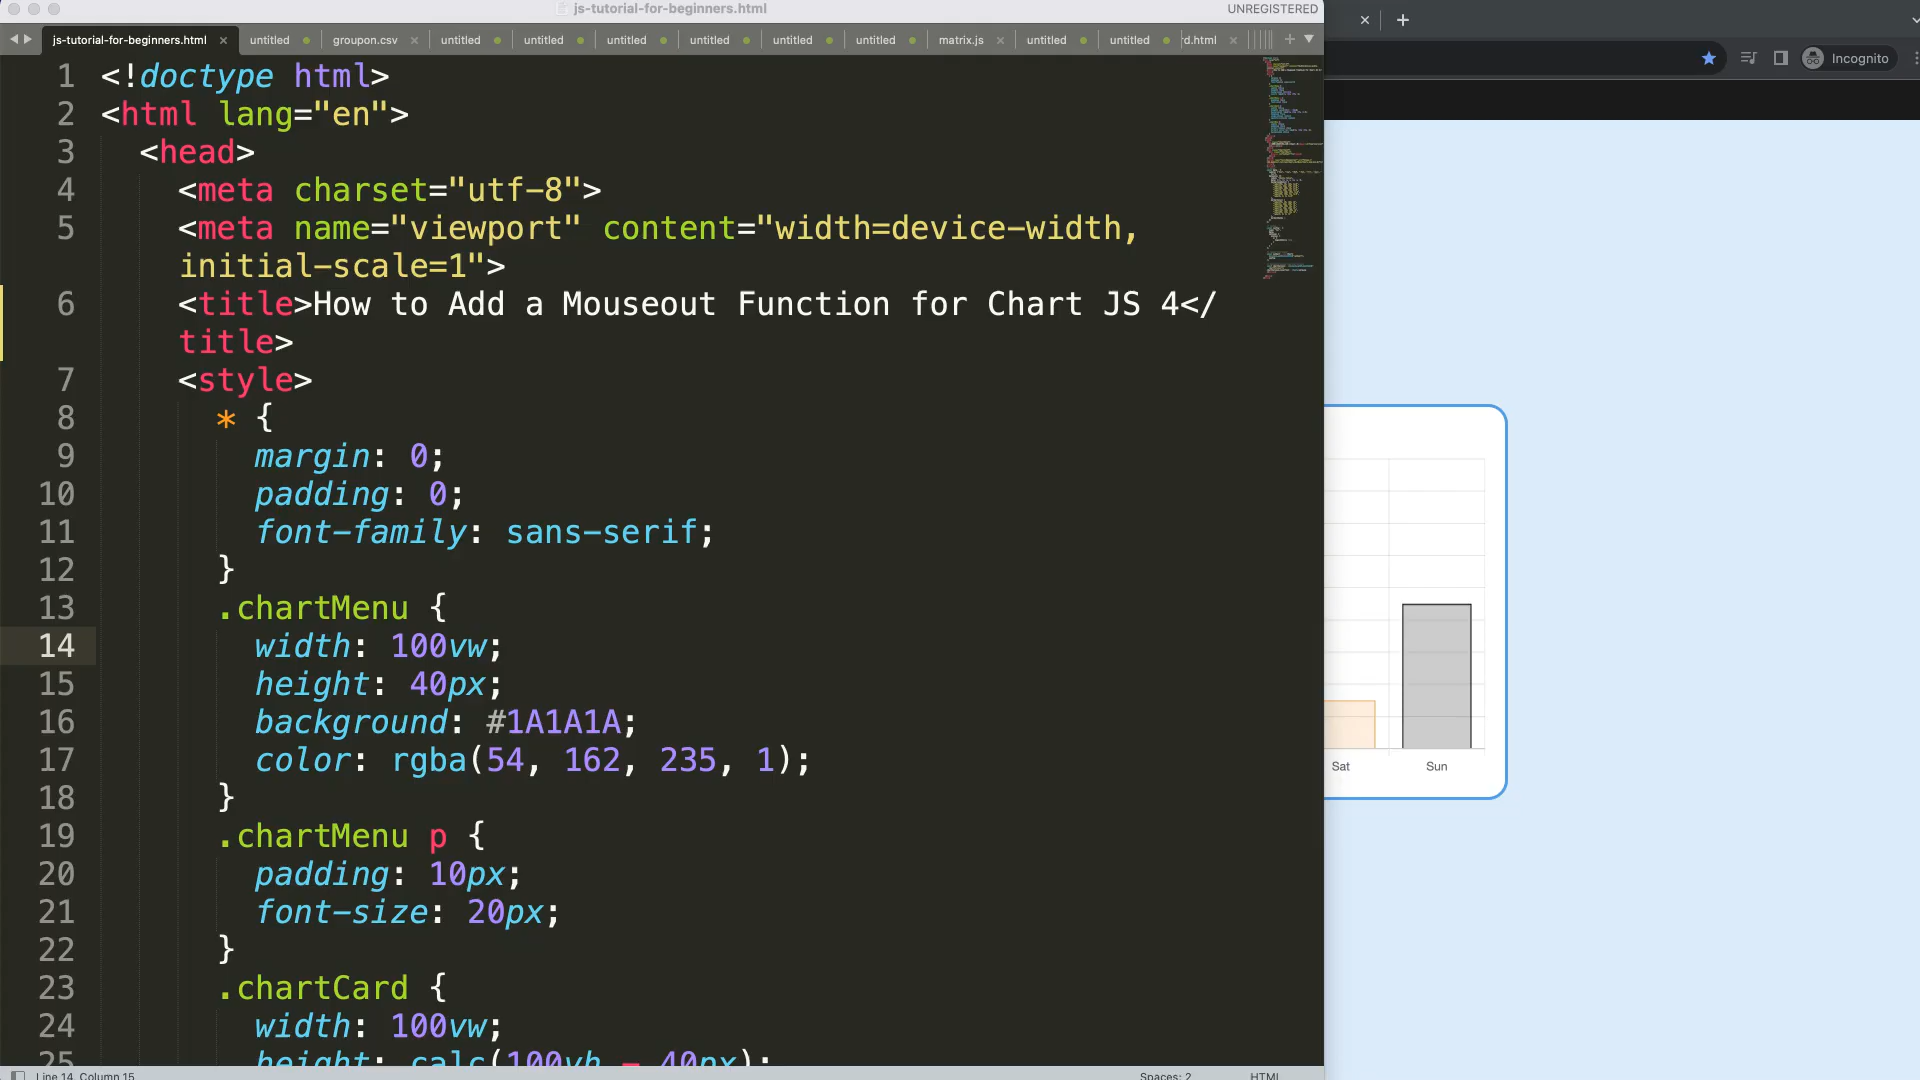 js-tutorial-for-beginners.html
UNREGISTERED
js-tutorial-for-beginners.html untitled groupon.csv untitled untitled untitled untitled untitled untitled matrix.js untitled untitled rd.html
Incognito
1 <!doctype html>
2 <html lang="en">
3 <head>
4 <meta charset="utf-8">
5 <meta name="viewport" content="width=device-width,
initial-scale=1">
6 <title>How to Add a Mouseout Function for Chart JS 4</
title>
7 <style>
8 * {
9 margin: 0;
10 padding: 0;
11 font-family: sans-serif;
12 }
13 .chartMenu {
14 width: 100vw;
15 height: 40px;
16 background: #1A1A1A;
17 color: rgba(54, 162, 235, 1);
18 }
19 .chartMenu p {
20 padding: 10px;
21 font-size: 20px;
22 }
23 .chartCard {
24 width: 100vw;
25 height: calc(100vh - 40px);
Sat Sun
Line 14, Column 15
Spaces: 2
HTML